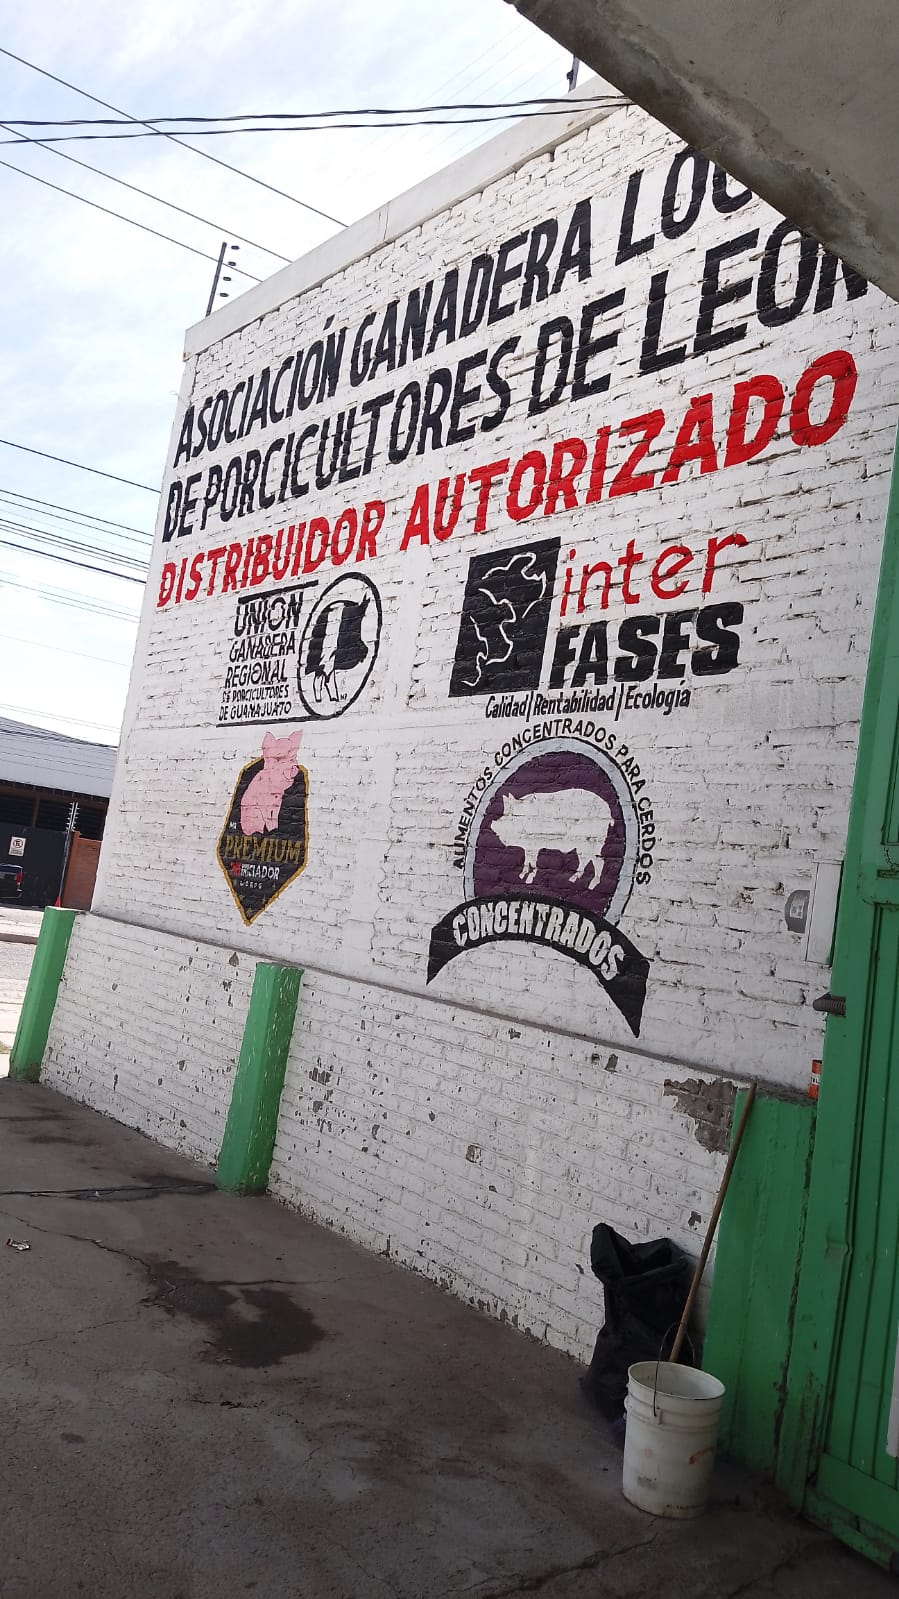 ASOCIACIÓN GANADERA LOC
DE PORCICULTORES DE LEON
DISTRIBUIDOR AUTORIZADO
UNION
GANADERA
REGIONAL
DE PORCICULTORES
DE GUANAJUATO
inter
FASES
Calidad|Rentabilidad|Ecología
PREMIUM
INICIADOR
ALIMENTOS CONCENTRADOS PARA CERDOS
CONCENTRADOS